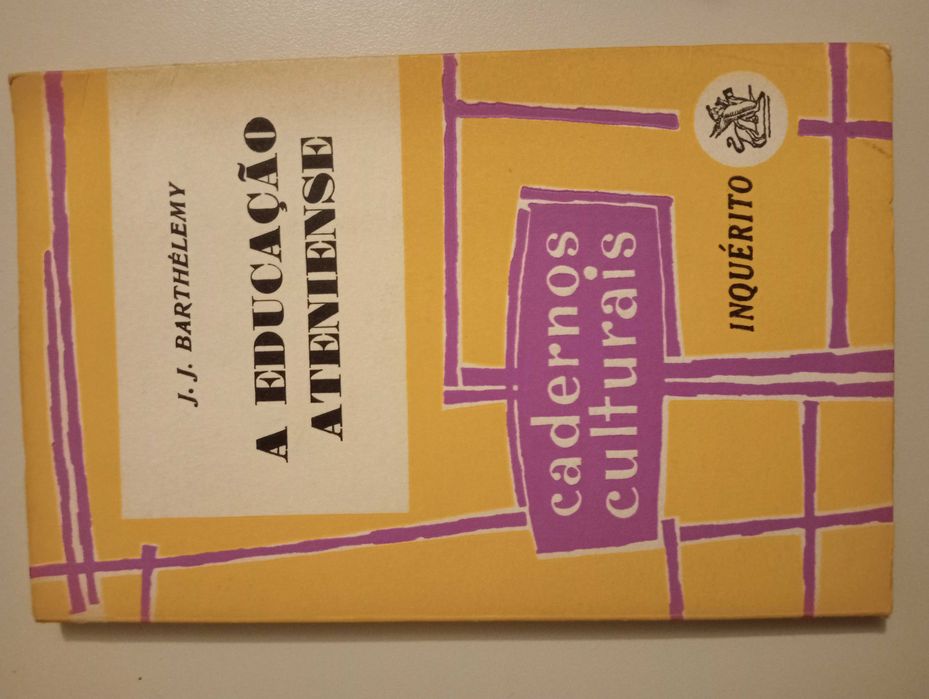 J. J. BARTHÉLEMY
A EDUCAÇÃO
ATENIENSE
cadernos
culturais
INQUÉRITO